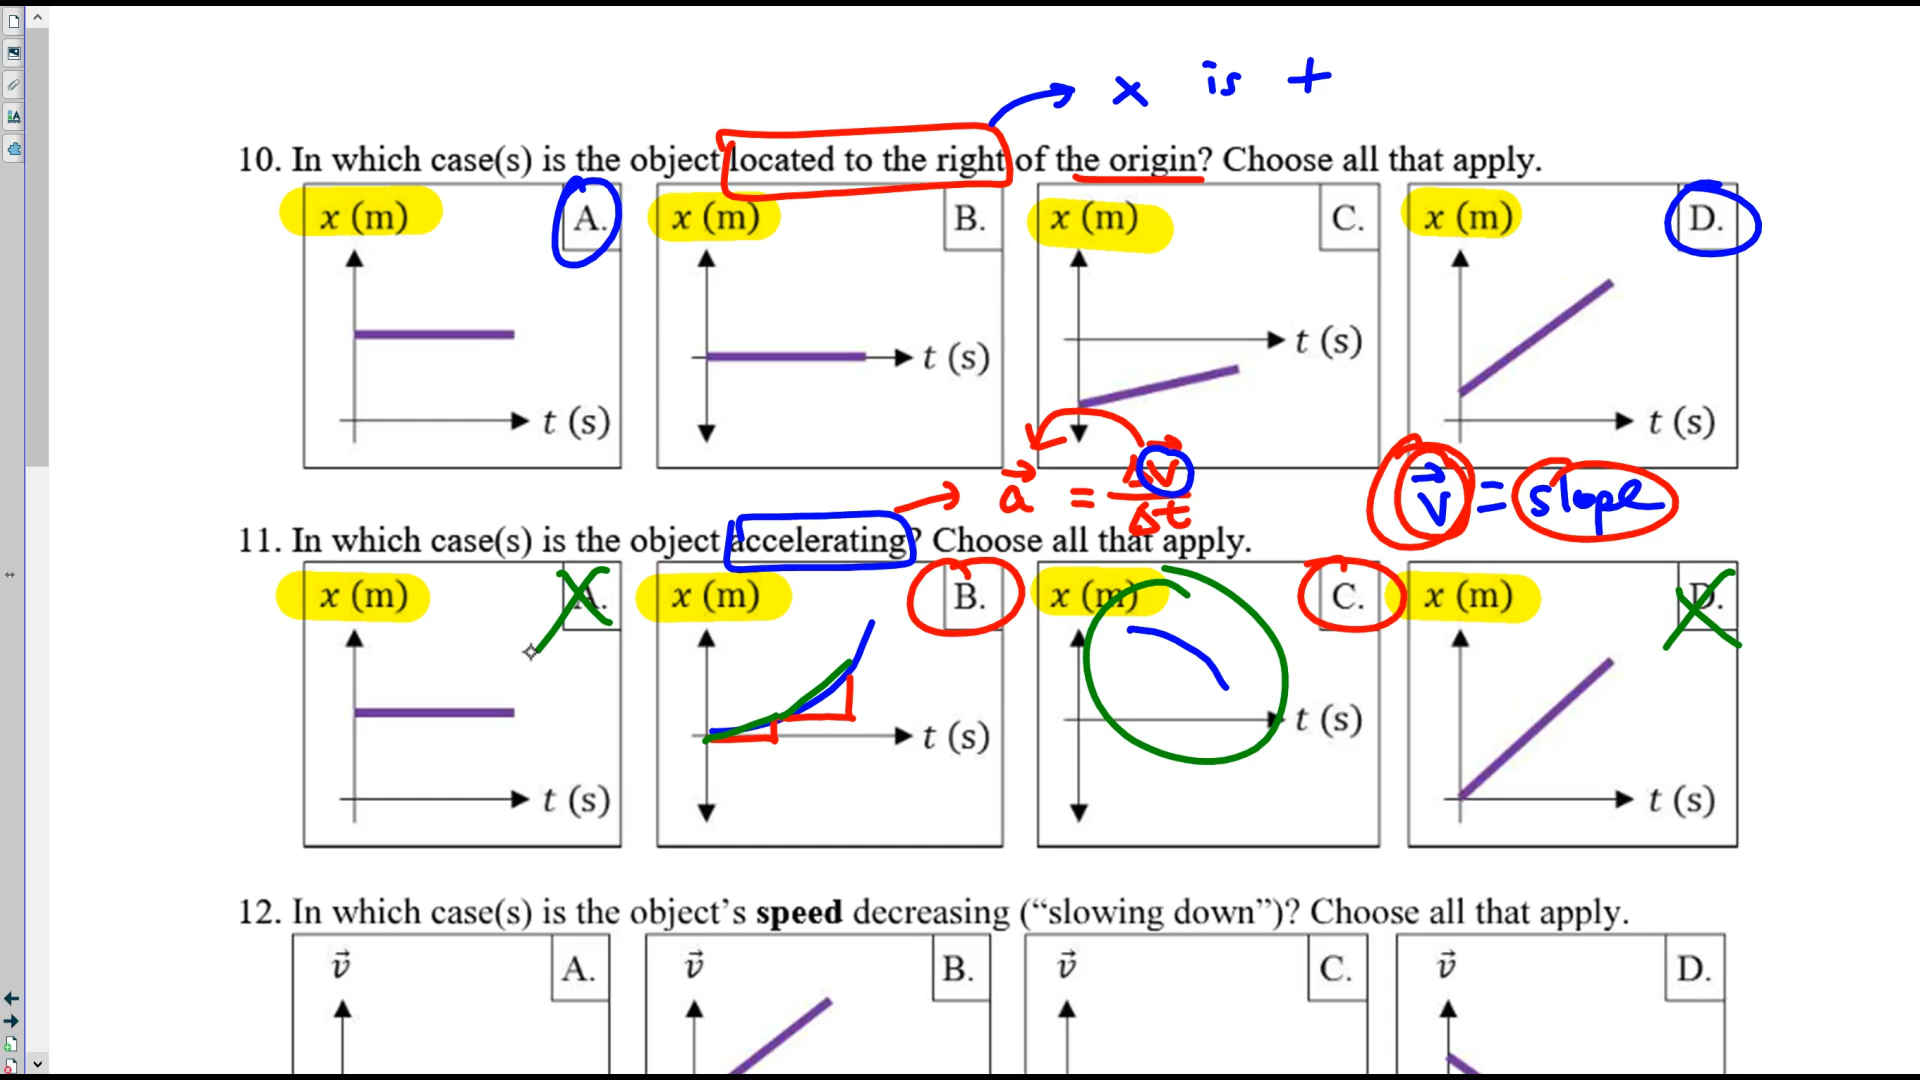 x is +
10. In which case(s) is the object located to the right of the origin? Choose all that apply.
x (m) A. x (m) B. x (m) C. x (m) D.
t (s) t (s) t (s) t (s)
a = Δv / Δt
v = slope
11. In which case(s) is the object accelerating? Choose all that apply.
x (m) A. x (m) B. x (m) C. x (m) D.
t (s) t (s) t (s) t (s)
12. In which case(s) is the object’s speed decreasing (“slowing down”)? Choose all that apply.
v⃗ A. v⃗ B. v⃗ C. v⃗ D.